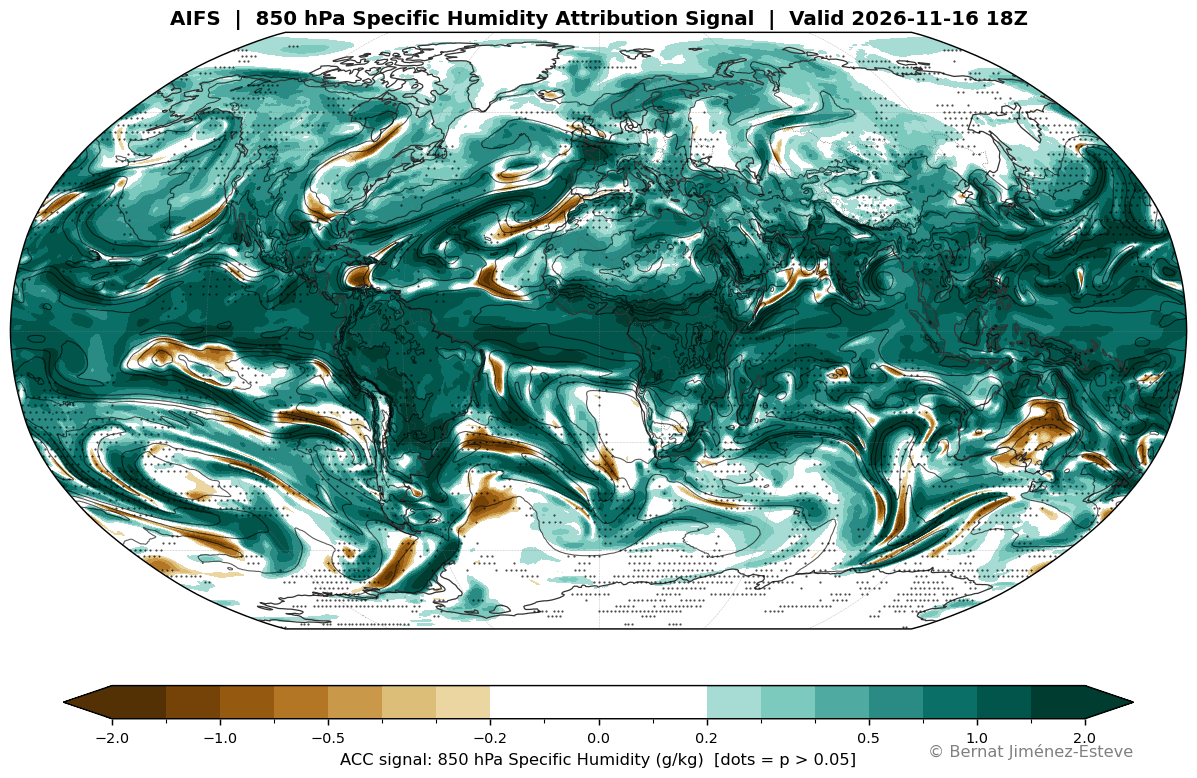 AIFS | 850 hPa Specific Humidity Attribution Signal | Valid 2026-11-16 18Z
−2.0 −1.0 −0.5 −0.2 0.0 0.2 0.5 1.0 2.0
ACC signal: 850 hPa Specific Humidity (g/kg) [dots = p > 0.05]
© Bernat Jiménez-Esteve